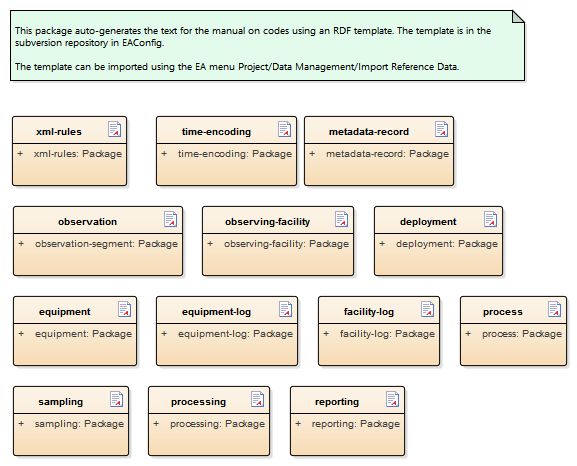 This package auto-generates the text for the manual on codes using an RDF template. The template is in the
subversion repository in EAConfig.
The template can be imported using the EA menu Project/Data Management/Import Reference Data.
xml-rules
+ xml-rules: Package
time-encoding
+ time-encoding: Package
metadata-record
+ metadata-record: Package
observation
+ observation-segment: Package
observing-facility
+ observing-facility: Package
deployment
+ deployment: Package
equipment
+ equipment: Package
equipment-log
+ equipment-log: Package
facility-log
+ facility-log: Package
process
+ process: Package
sampling
+ sampling: Package
processing
+ processing: Package
reporting
+ reporting: Package